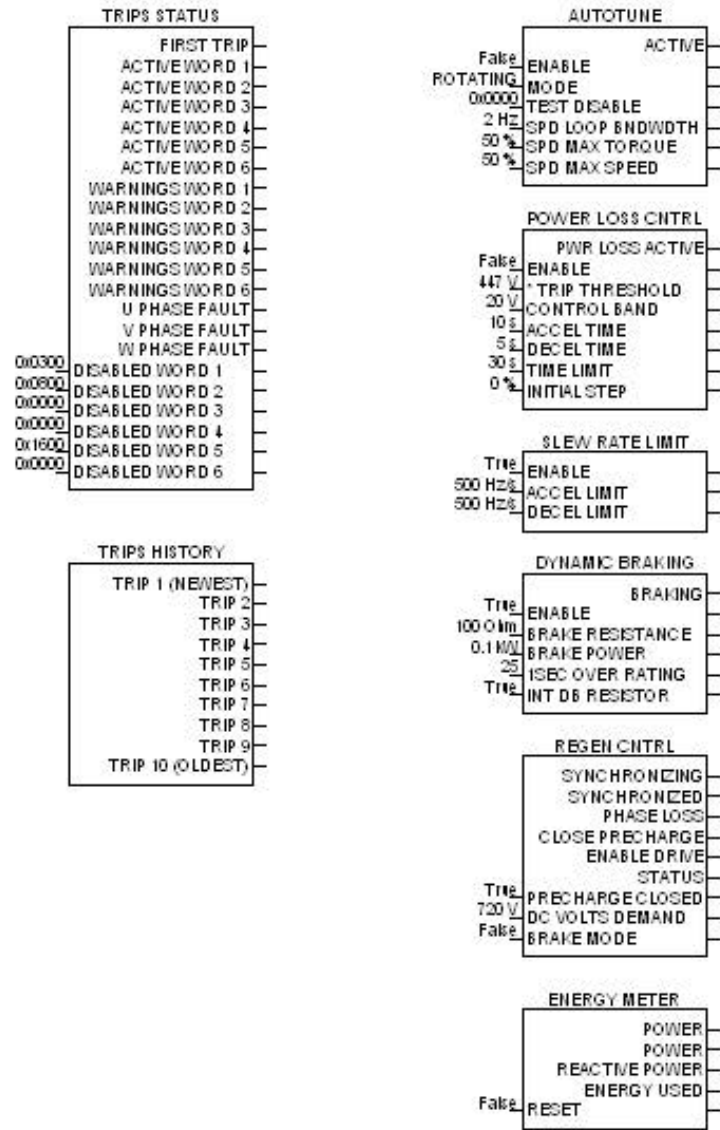 TRIPS STATUS
FIRST TRIP
ACTIVE WORD 1
ACTIVE WORD 2
ACTIVE WORD 3
ACTIVE WORD 4
ACTIVE WORD 5
ACTIVE WORD 6
WARNINGS WORD 1
WARNINGS WORD 2
WARNINGS WORD 3
WARNINGS WORD 4
WARNINGS WORD 5
WARNINGS WORD 6
U PHASE FAULT
V PHASE FAULT
W PHASE FAULT
0x0300 DISABLED WORD 1
0x0800 DISABLED WORD 2
0x0000 DISABLED WORD 3
0x0000 DISABLED WORD 4
0x1600 DISABLED WORD 5
0x0000 DISABLED WORD 6
TRIPS HISTORY
TRIP 1 (NEWEST)
TRIP 2
TRIP 3
TRIP 4
TRIP 5
TRIP 6
TRIP 7
TRIP 8
TRIP 9
TRIP 10 (OLDEST)
AUTOTUNE
ACTIVE
False ENABLE
ROTATING MODE
0x0000 TEST DISABLE
2 Hz SPD LOOP BNDWDTH
50 % SPD MAX TORQUE
50 % SPD MAX SPEED
POWER LOSS CNTRL
PWR LOSS ACTIVE
False ENABLE
447 V * TRIP THRESHOLD
20 V CONTROL BAND
10 s ACCEL TIME
5 s DECEL TIME
30 s TIME LIMIT
0 % INITIAL STEP
SLEW RATE LIMIT
True ENABLE
500 Hz/s ACCEL LIMIT
500 Hz/s DECEL LIMIT
DYNAMIC BRAKING
BRAKING
True ENABLE
100 Ohm BRAKE RESISTANCE
0.1 kW BRAKE POWER
25 1SEC OVER RATING
True INT DB RESISTOR
REGEN CNTRL
SYNCHRONIZING
SYNCHRONIZED
PHASE LOSS
CLOSE PRECHARGE
ENABLE DRIVE
STATUS
True PRECHARGE CLOSED
720 V DC VOLTS DEMAND
False BRAKE MODE
ENERGY METER
POWER
POWER
REACTIVE POWER
ENERGY USED
False RESET